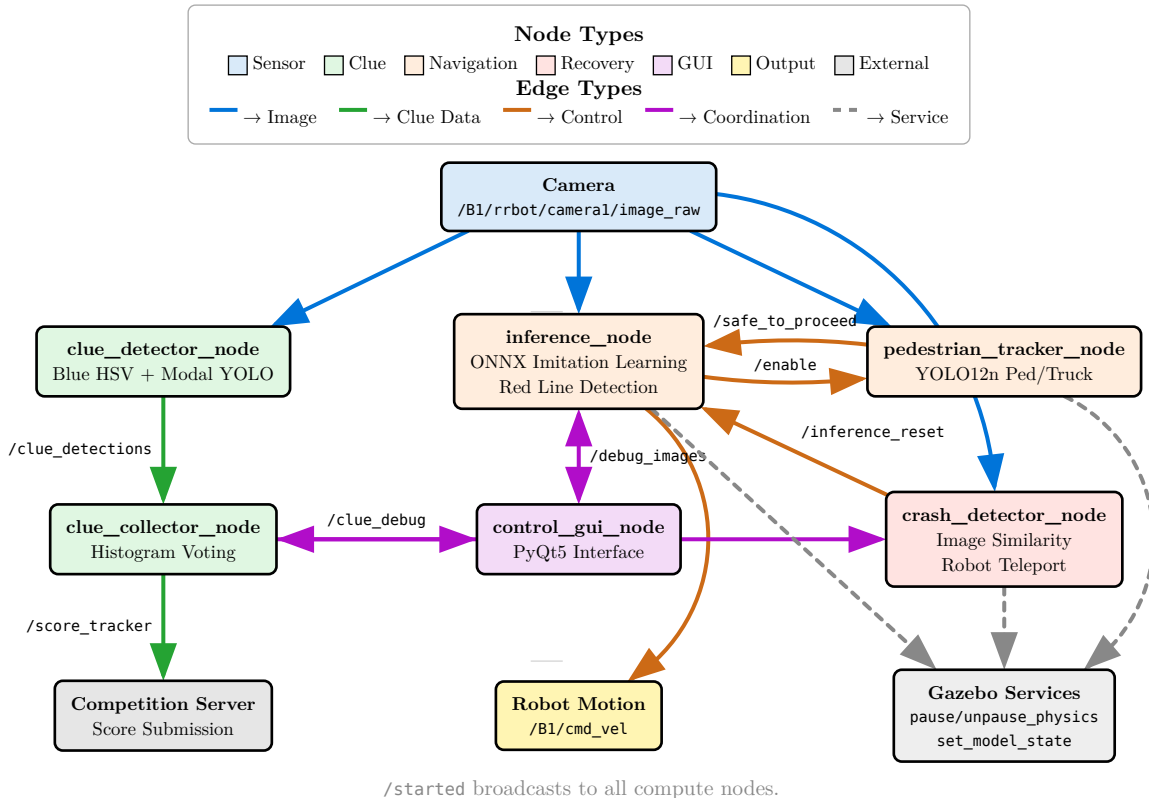 Node Types
Sensor Clue Navigation Recovery GUI Output External
Edge Types
→ Image → Clue Data → Control → Coordination → Service
Camera
/B1/rrbot/camera1/image_raw
clue_detector_node
Blue HSV + Modal YOLO
inference_node
ONNX Imitation Learning
Red Line Detection
/safe_to_proceed
/enable
pedestrian_tracker_node
YOLO12n Ped/Truck
/clue_detections
/debug_images
/inference_reset
clue_collector_node
Histogram Voting
/clue_debug
control_gui_node
PyQt5 Interface
crash_detector_node
Image Similarity
Robot Teleport
/score_tracker
Competition Server
Score Submission
Robot Motion
/B1/cmd_vel
Gazebo Services
pause/unpause_physics
set_model_state
/started broadcasts to all compute nodes.